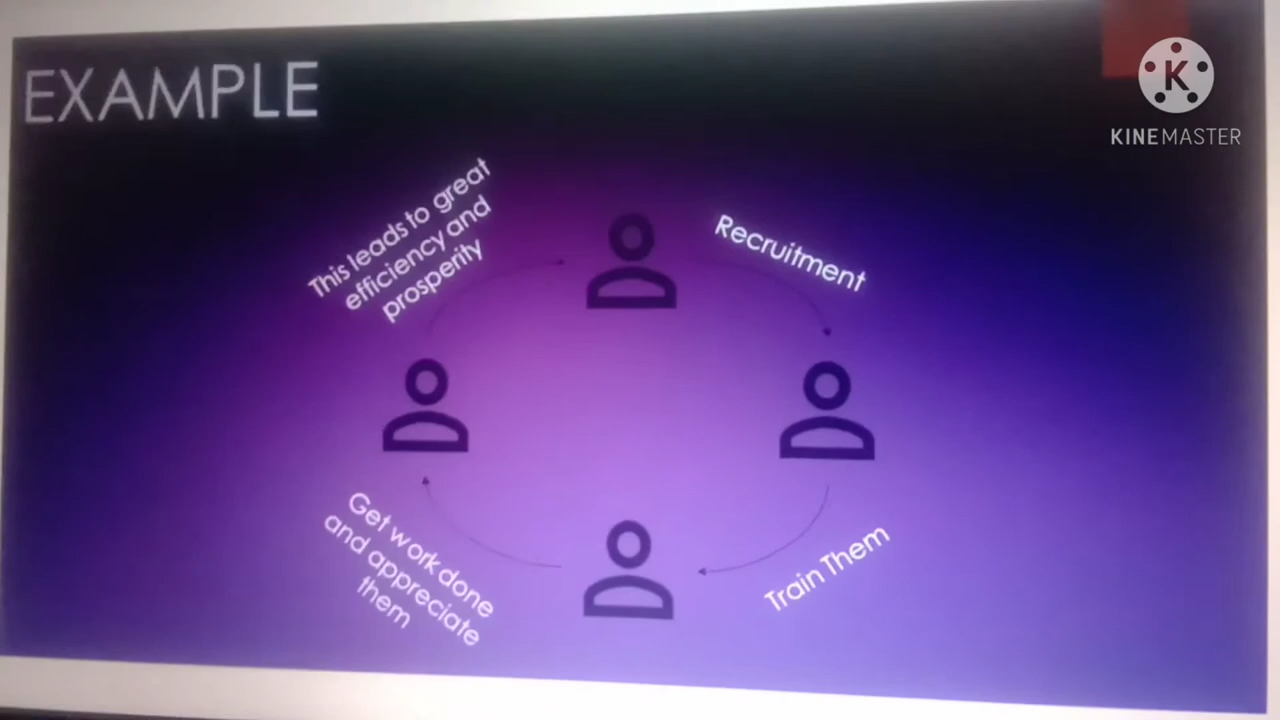 EXAMPLE
K
KINEMASTER
This leads to great
efficiency and
prosperity
Recruitment
Get work done
and appreciate
them
Train Them